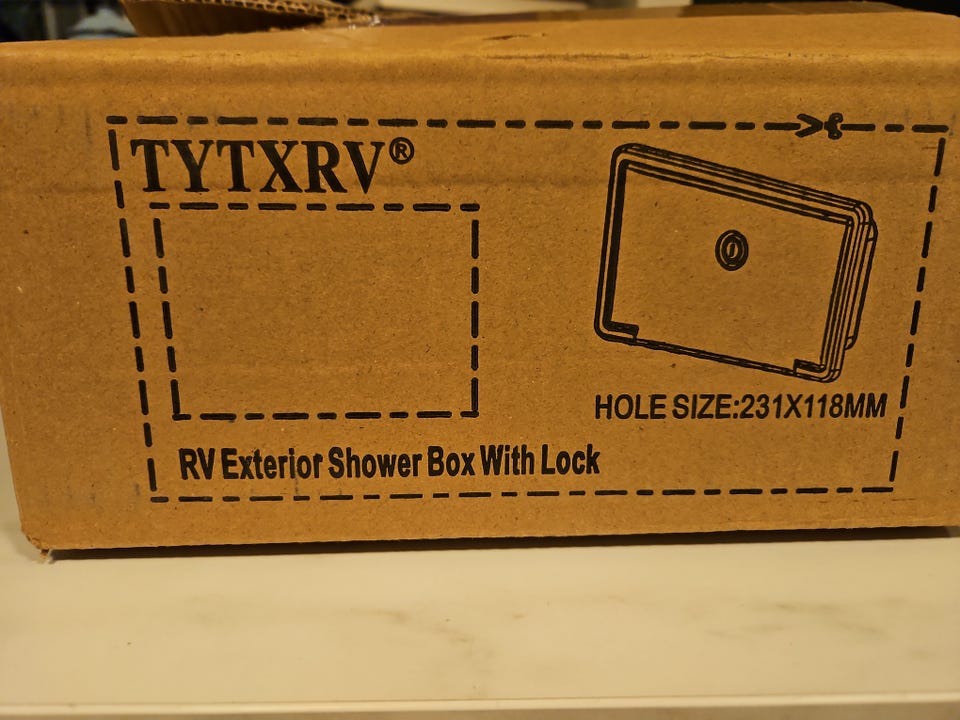 TYTXRV®
HOLE SIZE:231X118MM
RV Exterior Shower Box With Lock